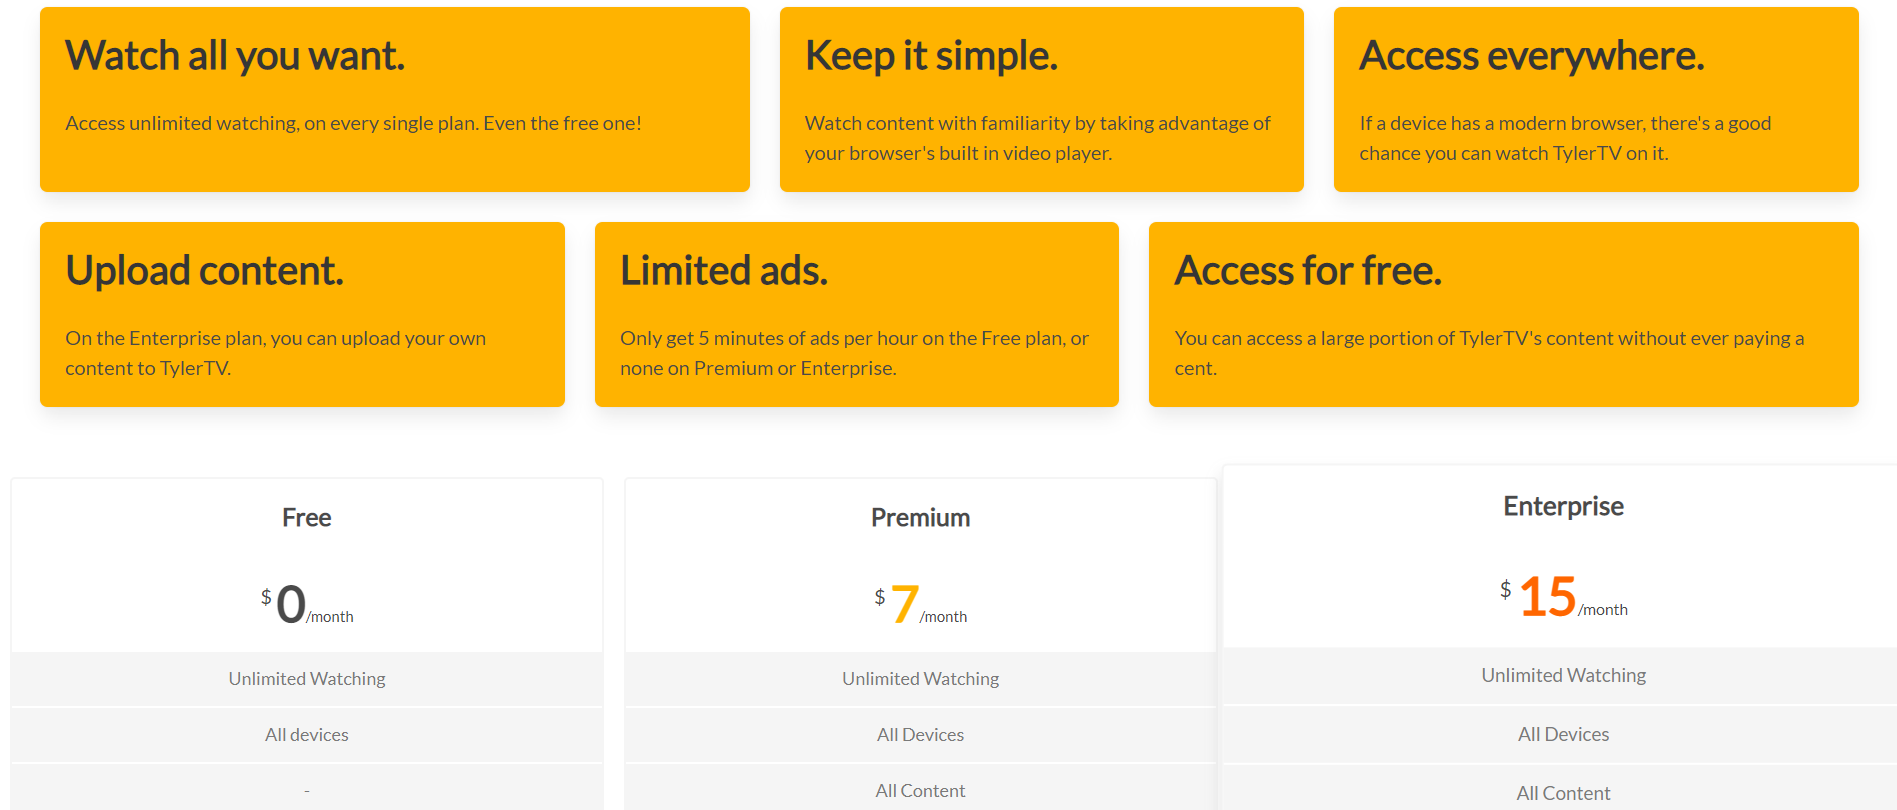 Watch all you want.
Access unlimited watching, on every single plan. Even the free one!
Keep it simple.
Watch content with familiarity by taking advantage of
your browser's built in video player.
Access everywhere.
If a device has a modern browser, there's a good
chance you can watch TylerTV on it.
Upload content.
On the Enterprise plan, you can upload your own
content to TylerTV.
Limited ads.
Only get 5 minutes of ads per hour on the Free plan, or
none on Premium or Enterprise.
Access for free.
You can access a large portion of TylerTV's content without ever paying a
cent.
Free
$0/month
Unlimited Watching
All devices
-
Premium
$7/month
Unlimited Watching
All Devices
All Content
Enterprise
$15/month
Unlimited Watching
All Devices
All Content